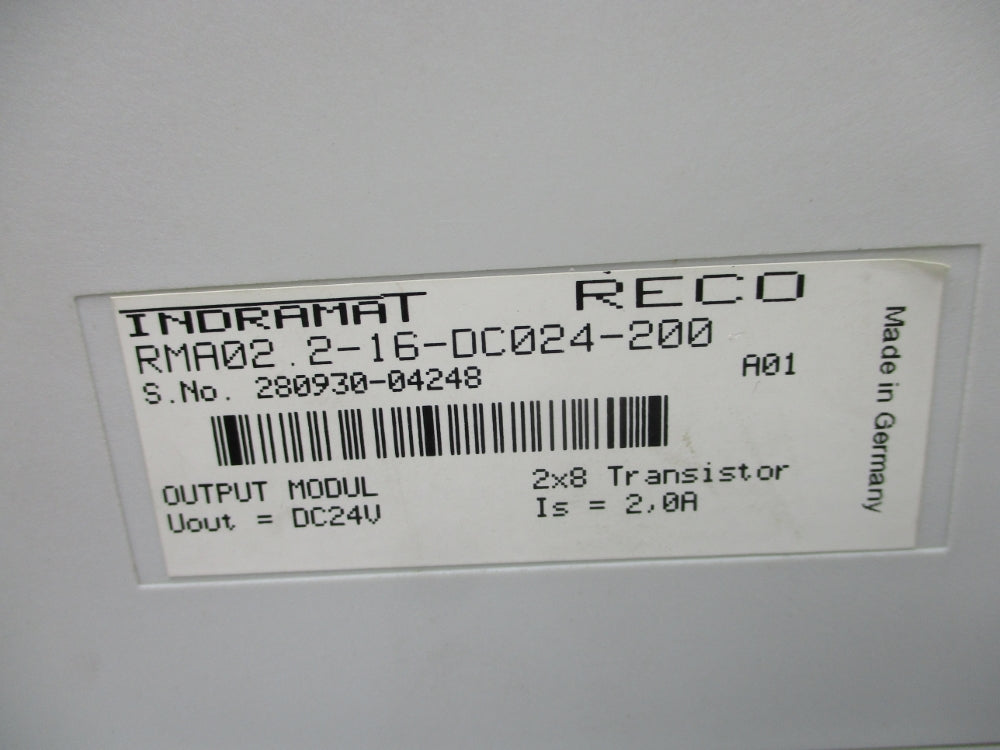 INDRAMAT RECO
RMA02.2-16-DC024-200
S.No. 280930-04248 A01
OUTPUT MODUL 2x8 Transistor
Uout = DC24V Is = 2,0A
Made in Germany